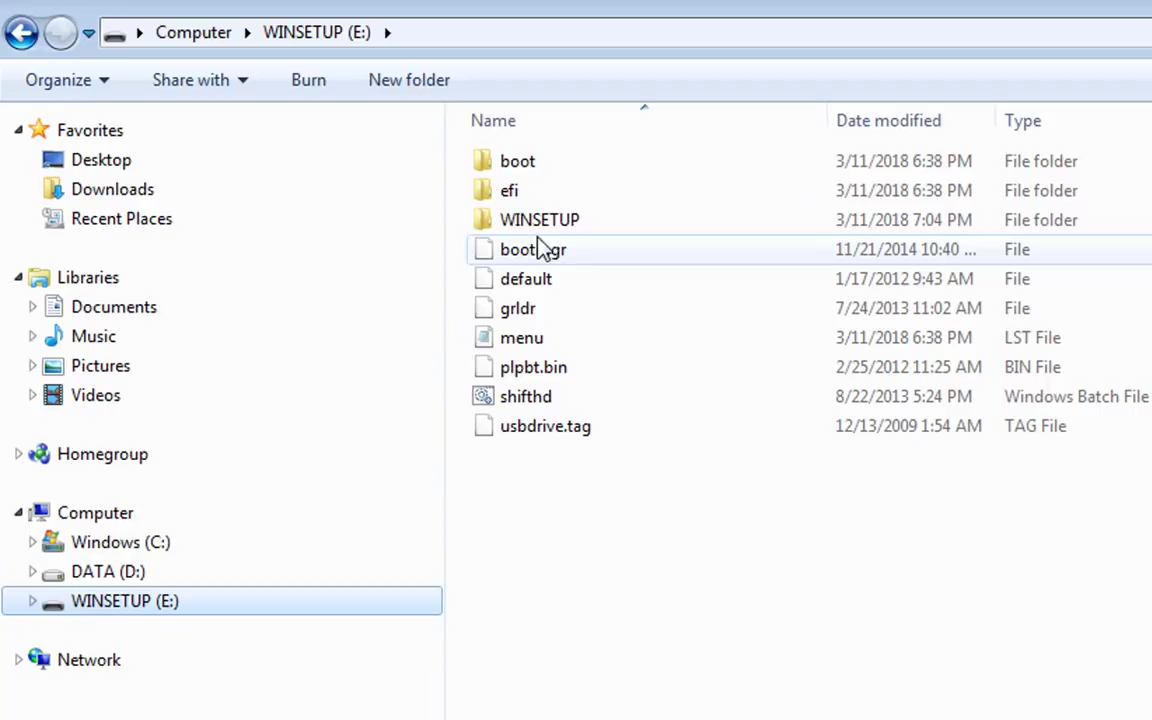 Computer WINSETUP (E:)
Organize Share with Burn New folder
Name Date modified Type
Favorites
Desktop
Downloads
Recent Places
Libraries
Documents
Music
Pictures
Videos
Homegroup
Computer
Windows (C:)
DATA (D:)
WINSETUP (E:)
Network
boot 3/11/2018 6:38 PM File folder
efi 3/11/2018 6:38 PM File folder
WINSETUP 3/11/2018 7:04 PM File folder
11/21/2014 10:40 ... File
default 1/17/2012 9:43 AM File
grldr 7/24/2013 11:02 AM File
menu 3/11/2018 6:38 PM LST File
plpbt.bin 2/25/2012 11:25 AM BIN File
shifthd 8/22/2013 5:24 PM Windows Batch File
usbdrive.tag 12/13/2009 1:54 AM TAG File